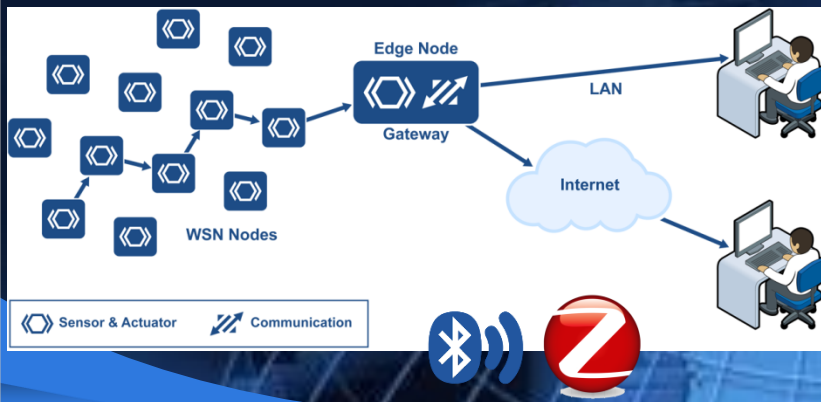 Edge Node
Gateway
LAN
Internet
WSN Nodes
Sensor & Actuator
Communication